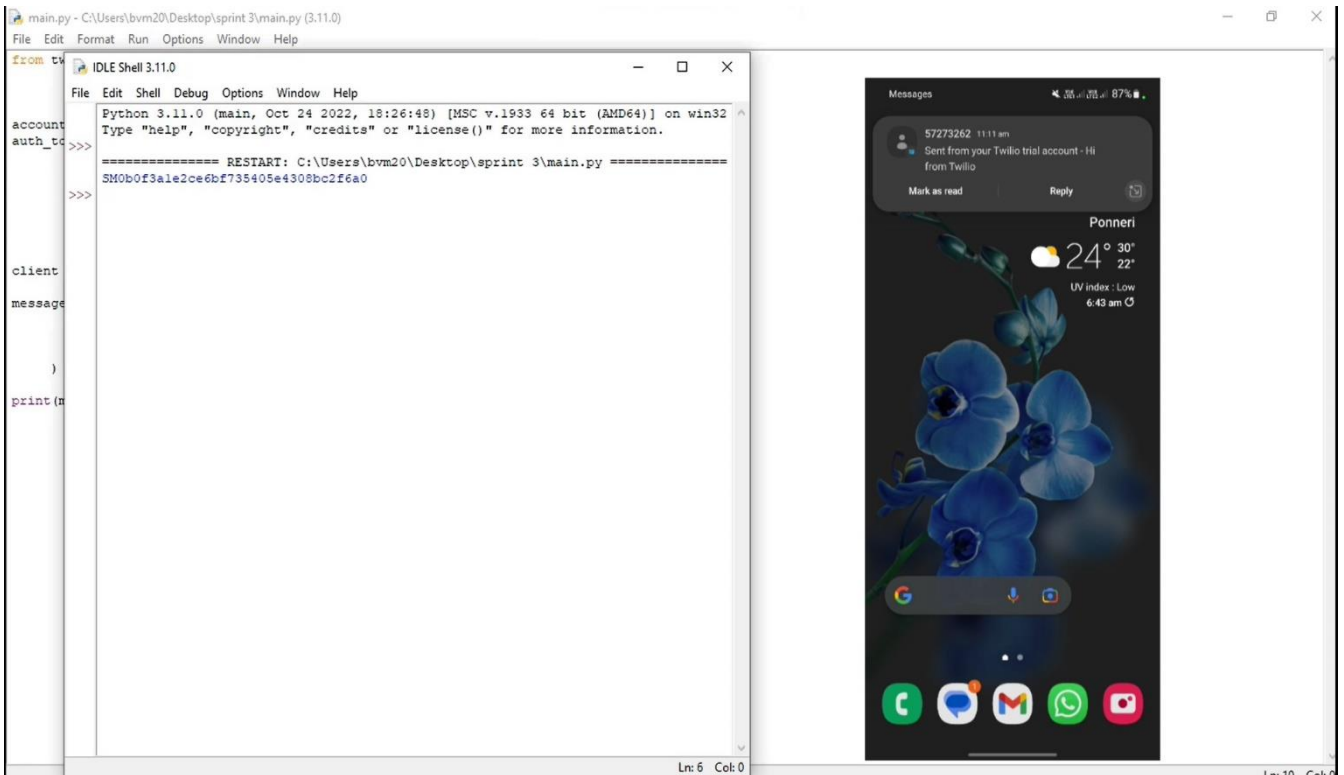 main.py - C:\Users\bvm20\Desktop\sprint 3\main.py (3.11.0)
File Edit Format Run Options Window Help
from tw
account
auth_to
client
message
)
print(m
IDLE Shell 3.11.0
File Edit Shell Debug Options Window Help
Python 3.11.0 (main, Oct 24 2022, 18:26:48) [MSC v.1933 64 bit (AMD64)] on win32
Type "help", "copyright", "credits" or "license()" for more information.
>>>
=============== RESTART: C:\Users\bvm20\Desktop\sprint 3\main.py ===============
SM0b0f3a1e2ce6bf735405e4308bc2f6a0
>>>
Ln: 6 Col: 0
Messages 87%
57273262 11:11 am
Sent from your Twilio trial account - Hi
from Twilio
Mark as read Reply
Ponneri
24° 30°
22°
UV index : Low
6:43 am
1
Ln: 10 Col: 0